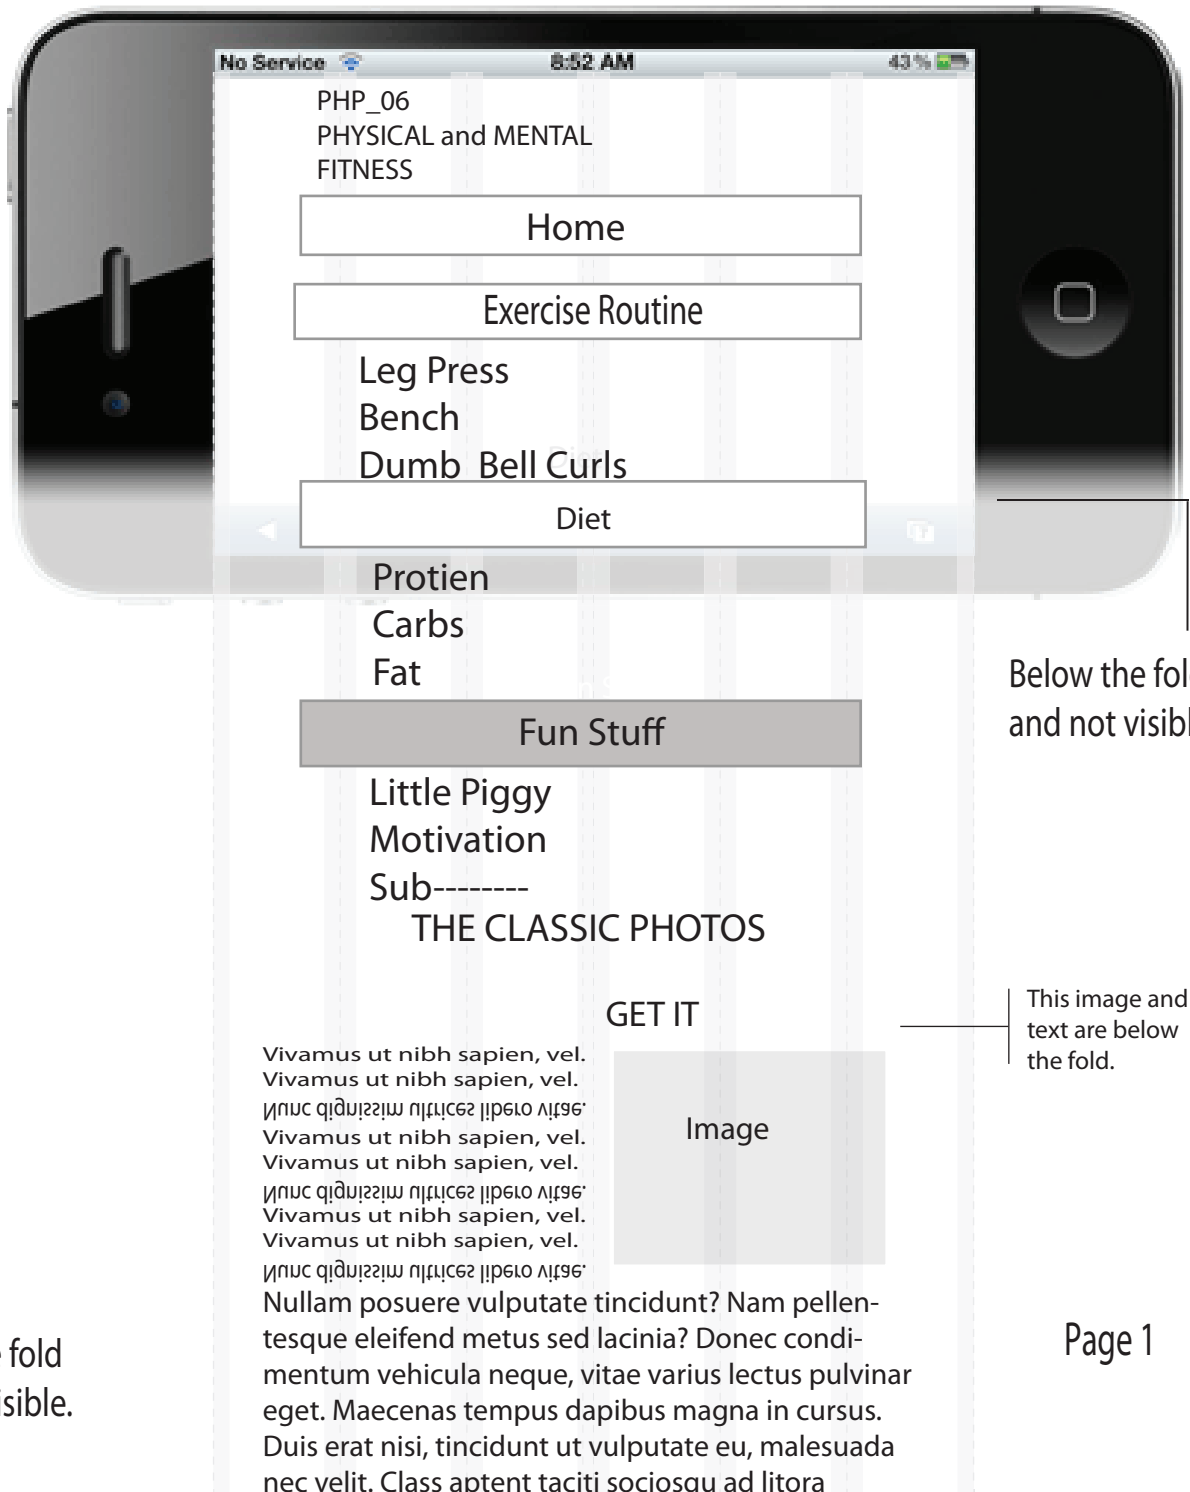 No Service
8:52 AM
43%
PHP_06
PHYSICAL and MENTAL
FITNESS
Home
Exercise Routine
Leg Press
Bench
Dumb Bell Curls
Diet
Protien
Carbs
Fat
Fun Stuff
Little Piggy
Motivation
Sub--------
THE CLASSIC PHOTOS
GET IT
Vivamus ut nibh sapien, vel.
Vivamus ut nibh sapien, vel.
Nunc dignissim ultrices libero vitae.
Vivamus ut nibh sapien, vel.
Vivamus ut nibh sapien, vel.
Nunc dignissim ultrices libero vitae.
Vivamus ut nibh sapien, vel.
Vivamus ut nibh sapien, vel.
Nunc dignissim ultrices libero vitae.
Image
Nullam posuere vulputate tincidunt? Nam pellen-
tesque eleifend metus sed lacinia? Donec condi-
mentum vehicula neque, vitae varius lectus pulvinar
eget. Maecenas tempus dapibus magna in cursus.
Duis erat nisi, tincidunt ut vulputate eu, malesuada
nec velit. Class aptent taciti sociosqu ad litora
Below the fol
and not visibl
This image and
text are below
the fold.
Page 1
fold
isible.